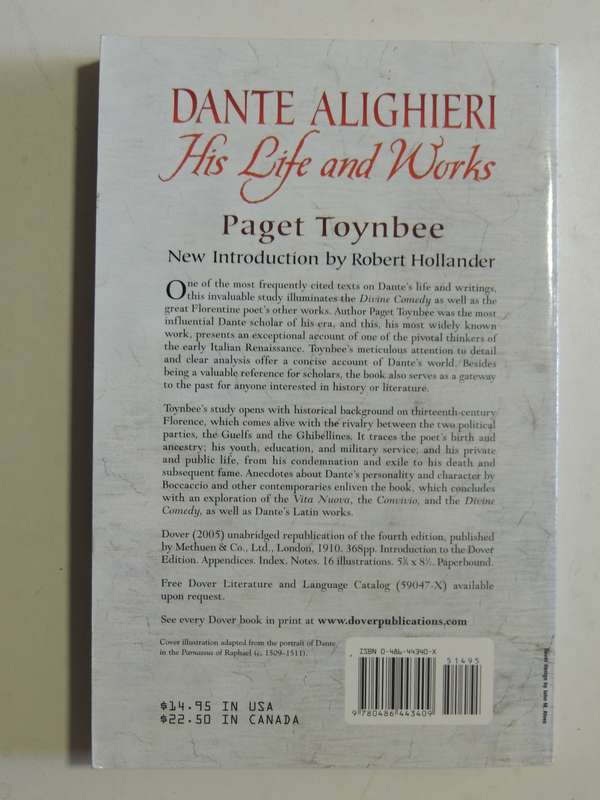 DANTE ALIGHIERI
His Life and Works
Paget Toynbee
New Introduction by Robert Hollander
One of the most frequently cited texts on Dante's life and writings,
this invaluable study illuminates the Divine Comedy as well as the
great Florentine poet's other works. Author Paget Toynbee was the most
influential Dante scholar of his era, and this, his most widely known
work, presents an exceptional account of one of the pivotal thinkers of
the early Italian Renaissance. Toynbee's meticulous attention to detail
and clear analysis offer a concise account of Dante's world. Besides
being a valuable reference for scholars, the book also serves as a gateway
to the past for anyone interested in history or literature.
Toynbee's study opens with historical background on thirteenth-century
Florence, which comes alive with the rivalry between the two political
parties, the Guelfs and the Ghibellines. It traces the poet's birth and
ancestry; his youth, education, and military service; and his private
and public life, from his condemnation and exile to his death and
subsequent fame. Anecdotes about Dante's personality and character by
Boccaccio and other contemporaries enliven the book, which concludes
with an exploration of the Vita Nuova, the Convivio, and the Divine
Comedy, as well as Dante's Latin works.
Dover (2005) unabridged republication of the fourth edition, published
by Methuen & Co., Ltd., London, 1910. 368pp. Introduction to the Dover
Edition. Appendices. Index. Notes. 16 illustrations. 5⅜ x 8½. Paperbound.
Free Dover Literature and Language Catalog (59047-X) available
upon request.
See every Dover book in print at www.doverpublications.com
Cover illustration adapted from the portrait of Dante
in the Parnassus of Raphael (c. 1509–1511).
ISBN 0-486-44340-X
51495
9 780486 443409
$14.95 IN USA
$22.50 IN CANADA
design by John M.